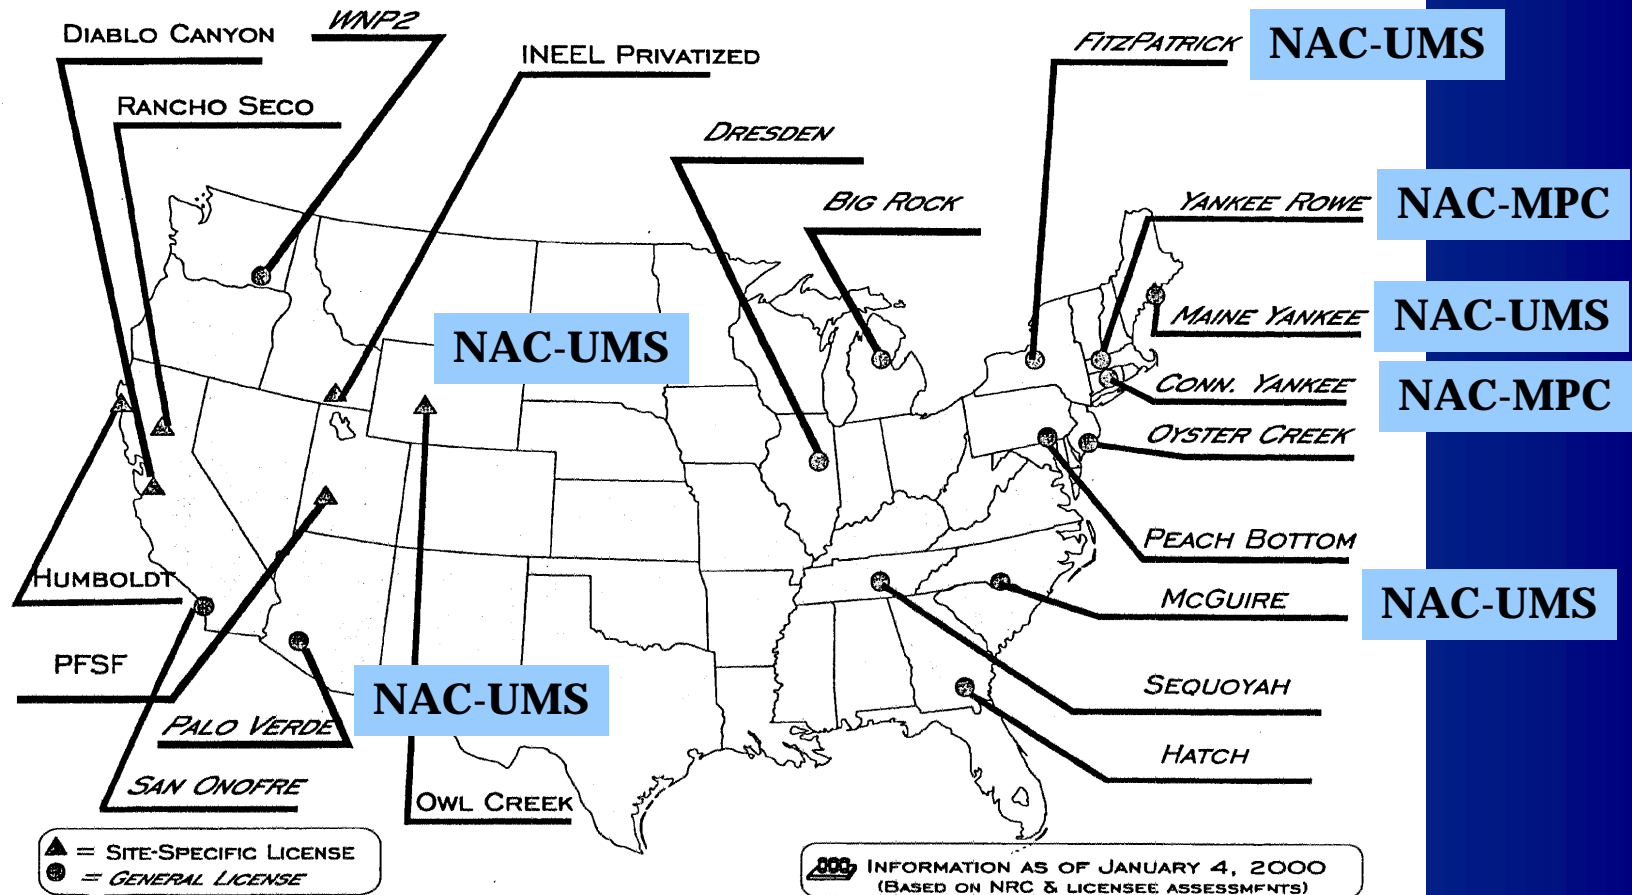 WNP2
DIABLO CANYON
FITZPATRICK
NAC-UMS
INEEL PRIVATIZED
RANCHO SECO
DRESDEN
BIG ROCK
YANKEE ROWE
NAC-MPC
MAINE YANKEE
NAC-UMS
NAC-UMS
CONN. YANKEE
NAC-MPC
OYSTER CREEK
PEACH BOTTOM
HUMBOLDT
MCGUIRE
NAC-UMS
PFSF
SEQUOYAH
NAC-UMS
PALO VERDE
HATCH
SAN ONOFRE
OWL CREEK
= SITE-SPECIFIC LICENSE
= GENERAL LICENSE
INFORMATION AS OF JANUARY 4, 2000
(BASED ON NRC & LICENSEE ASSESSMENTS)